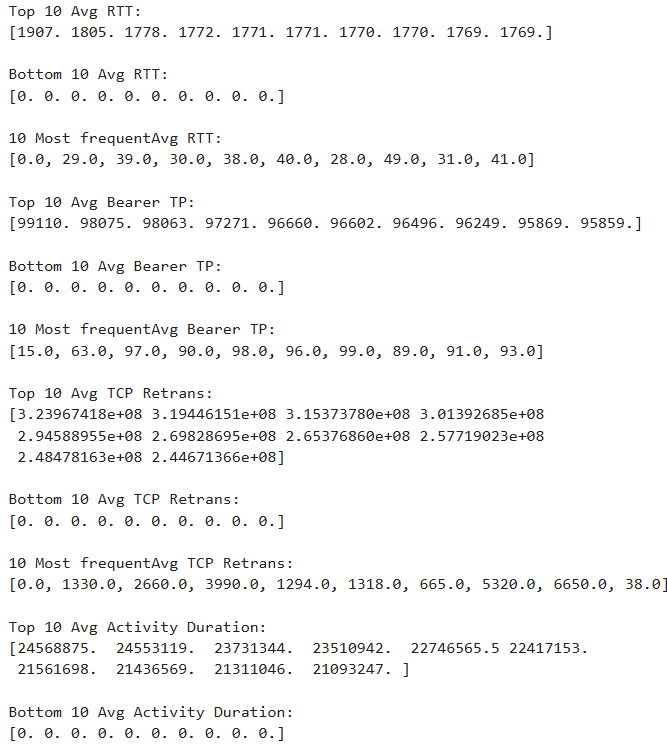 Top 10 Avg RTT:
[1907. 1805. 1778. 1772. 1771. 1771. 1770. 1770. 1769. 1769.]
Bottom 10 Avg RTT:
[0. 0. 0. 0. 0. 0. 0. 0. 0. 0.]
10 Most frequentAvg RTT:
[0.0, 29.0, 39.0, 30.0, 38.0, 40.0, 28.0, 49.0, 31.0, 41.0]
Top 10 Avg Bearer TP:
[99110. 98075. 98063. 97271. 96660. 96602. 96496. 96249. 95869. 95859.]
Bottom 10 Avg Bearer TP:
[0. 0. 0. 0. 0. 0. 0. 0. 0. 0.]
10 Most frequentAvg Bearer TP:
[15.0, 63.0, 97.0, 90.0, 98.0, 96.0, 99.0, 89.0, 91.0, 93.0]
Top 10 Avg TCP Retrans:
[3.23967418e+08 3.19446151e+08 3.15373780e+08 3.01392685e+08
2.94588955e+08 2.69828695e+08 2.65376860e+08 2.57719023e+08
2.48478163e+08 2.44671366e+08]
Bottom 10 Avg TCP Retrans:
[0. 0. 0. 0. 0. 0. 0. 0. 0. 0.]
10 Most frequentAvg TCP Retrans:
[0.0, 1330.0, 2660.0, 3990.0, 1294.0, 1318.0, 665.0, 5320.0, 6650.0, 38.0]
Top 10 Avg Activity Duration:
[24568875.  24553119.  23731344.  23510942.  22746565.5 22417153.
21561698.  21436569.  21311046.  21093247. ]
Bottom 10 Avg Activity Duration:
[0. 0. 0. 0. 0. 0. 0. 0. 0. 0.]